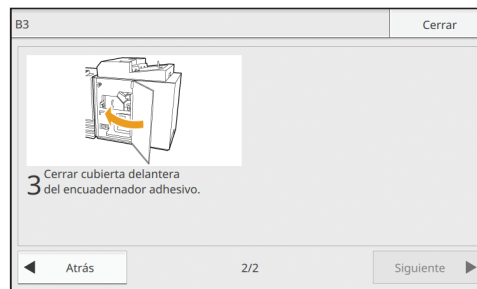 B3
Cerrar
3 Cerrar cubierta delantera
del encuadernador adhesivo.
Atrás
2/2
Siguiente